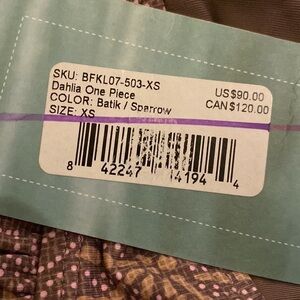 SKU: BFKL07-503-XS
Dahlia One Piece US$90.00
COLOR: Batik / Sparrow CAN$120.00
SIZE: XS
8 42247 14194 4